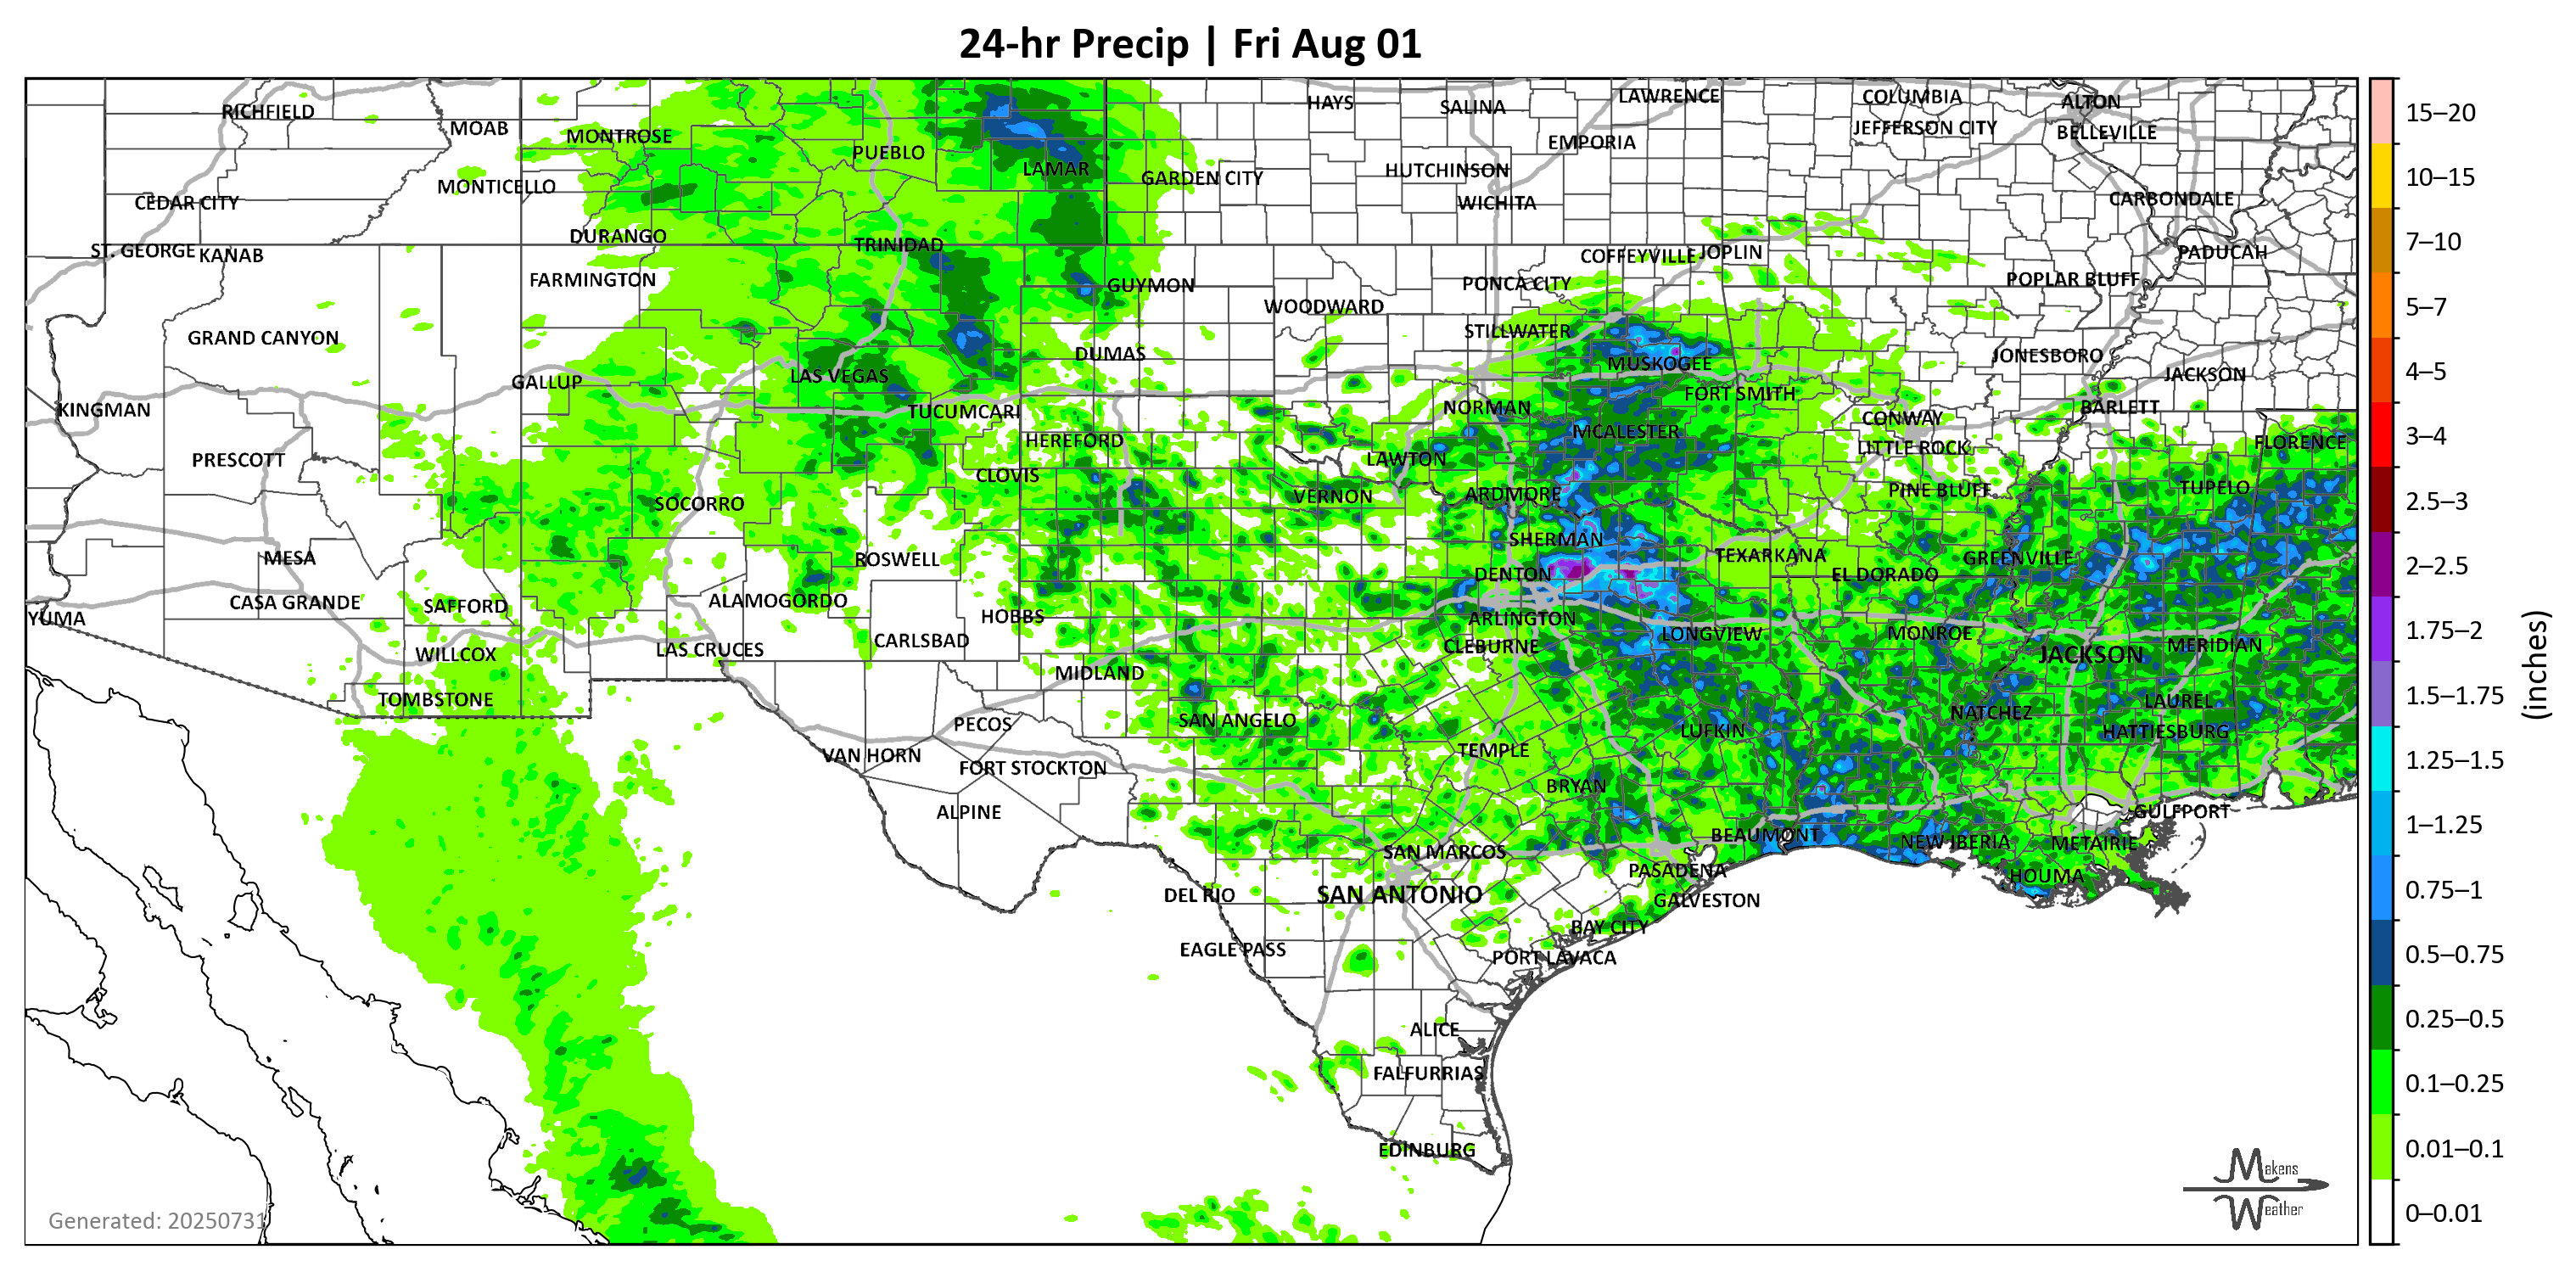 24-hr Precip | Fri Aug 01
RICHFIELD
MOAB
MONTROSE
PUEBLO
LAMAR
HAYS
SALINA
LAWRENCE
COLUMBIA
ALTON
JEFFERSON CITY
BELLEVILLE
EMPORIA
HUTCHINSON
GARDEN CITY
MONTICELLO
CEDAR CITY
WICHITA
CARBONDALE
DURANGO
TRINIDAD
ST. GEORGE
KANAB
COFFEYVILLE
JOPLIN
PADUCAH
FARMINGTON
GUYMON
PONCA CITY
POPLAR BLUFF
WOODWARD
GRAND CANYON
STILLWATER
DUMAS
MUSKOGEE
JONESBORO
GALLUP
LAS VEGAS
JACKSON
FORT SMITH
KINGMAN
TUCUMCARI
NORMAN
BARLETT
CONWAY
HEREFORD
MCALESTER
FLORENCE
LITTLE ROCK
PRESCOTT
LAWTON
CLOVIS
TUPELO
PINE BLUFF
VERNON
ARDMORE
SOCORRO
SHERMAN
MESA
ROSWELL
TEXARKANA
GREENVILLE
DENTON
EL DORADO
CASA GRANDE
SAFFORD
ALAMOGORDO
HOBBS
YUMA
ARLINGTON
CARLSBAD
LONGVIEW
MONROE
CLEBURNE
MERIDIAN
WILLCOX
LAS CRUCES
JACKSON
MIDLAND
TOMBSTONE
LAUREL
NATCHEZ
PECOS
SAN ANGELO
LUFKIN
HATTIESBURG
VAN HORN
TEMPLE
FORT STOCKTON
BRYAN
ALPINE
GULFPORT
BEAUMONT
NEW IBERIA
METAIRIE
SAN MARCOS
PASADENA
HOUMA
DEL RIO
SAN ANTONIO
GALVESTON
BAY CITY
EAGLE PASS
PORT LAVACA
ALICE
FALFURRIAS
EDINBURG
Generated: 20250731
Makens
Weather
15–20
10–15
7–10
5–7
4–5
3–4
2.5–3
2–2.5
1.75–2
1.5–1.75
1.25–1.5
1–1.25
0.75–1
0.5–0.75
0.25–0.5
0.1–0.25
0.01–0.1
0–0.01
(inches)